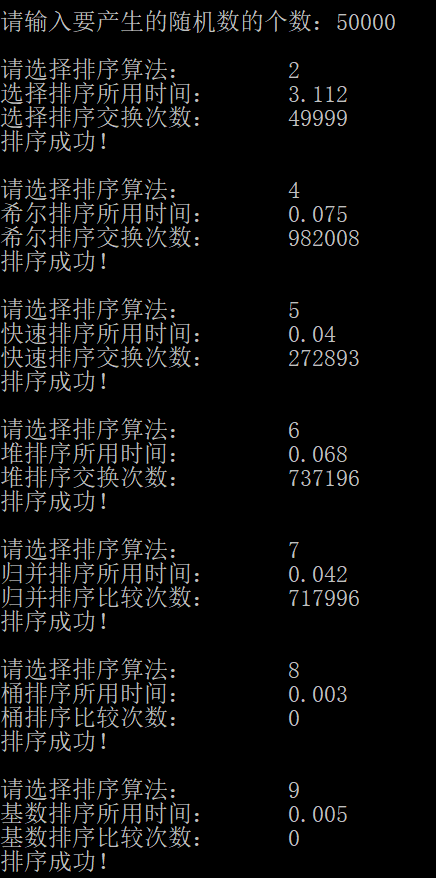 请输入要产生的随机数的个数：50000
请选择排序算法： 2
选择排序所用时间： 3.112
选择排序交换次数： 49999
排序成功！
请选择排序算法： 4
希尔排序所用时间： 0.075
希尔排序交换次数： 982008
排序成功！
请选择排序算法： 5
快速排序所用时间： 0.04
快速排序交换次数： 272893
排序成功！
请选择排序算法： 6
堆排序所用时间： 0.068
堆排序交换次数： 737196
排序成功！
请选择排序算法： 7
归并排序所用时间： 0.042
归并排序比较次数： 717996
排序成功！
请选择排序算法： 8
桶排序所用时间： 0.003
桶排序比较次数： 0
排序成功！
请选择排序算法： 9
基数排序所用时间： 0.005
基数排序比较次数： 0
排序成功！